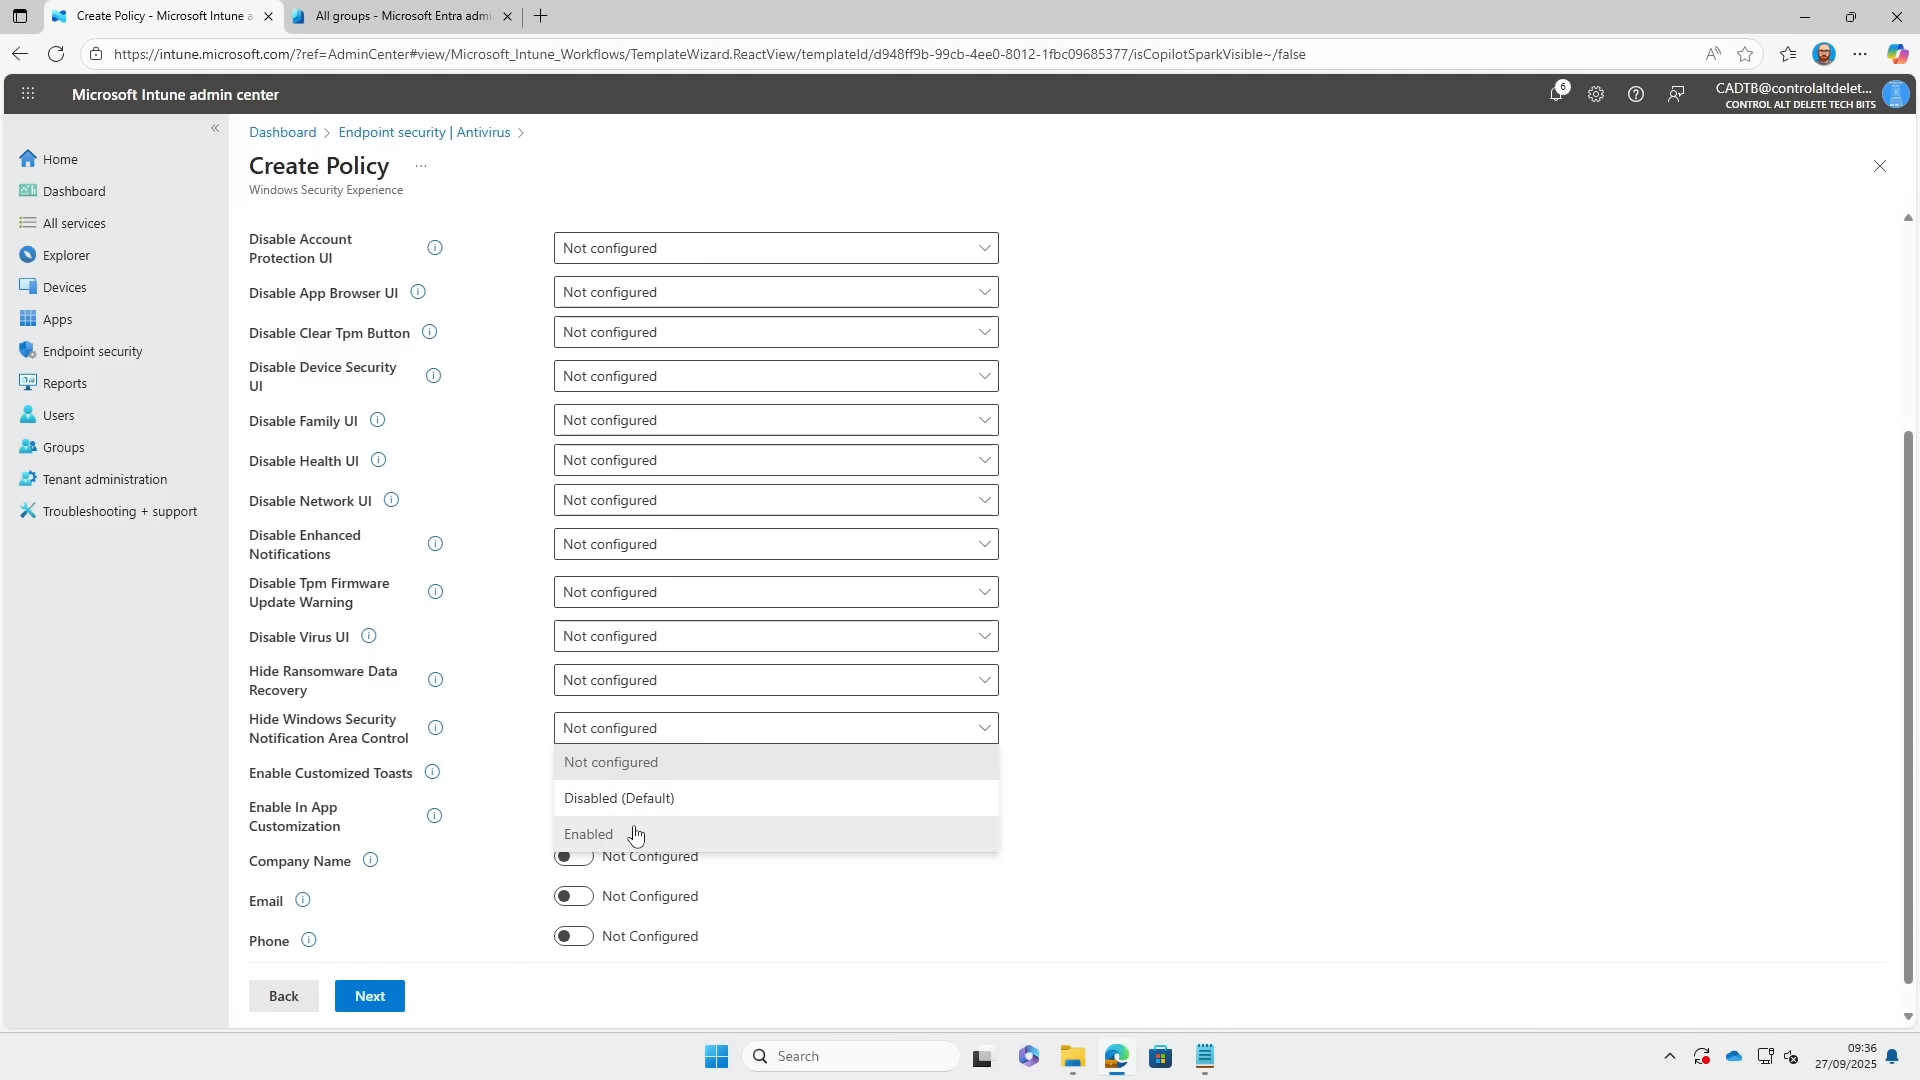 Create Policy - Microsoft Intune a
All groups - Microsoft Entra admi
https://intune.microsoft.com/?ref=AdminCenter#view/Microsoft_Intune_Workflows/TemplateWizard.ReactView/templateId/d948ff9b-99cb-4ee0-8012-1fbc09685377/isCopilotSparkVisible~/false
Microsoft Intune admin center
6
CADTB@controlaltdelet...
CONTROL ALT DELETE TECH BITS
Home
Dashboard
All services
Explorer
Devices
Apps
Endpoint security
Reports
Users
Groups
Tenant administration
Troubleshooting + support
Dashboard > Endpoint security | Antivirus >
Create Policy ...
Windows Security Experience
Disable Account
Protection UI
Not configured
Disable App Browser UI
Not configured
Disable Clear Tpm Button
Not configured
Disable Device Security
UI
Not configured
Disable Family UI
Not configured
Disable Health UI
Not configured
Disable Network UI
Not configured
Disable Enhanced
Notifications
Not configured
Disable Tpm Firmware
Update Warning
Not configured
Disable Virus UI
Not configured
Hide Ransomware Data
Recovery
Not configured
Hide Windows Security
Notification Area Control
Not configured
Not configured
Disabled (Default)
Enabled
Enable Customized Toasts
Enable In App
Customization
Company Name
Not Configured
Email
Not Configured
Phone
Not Configured
Back
Next
Search
09:36
27/09/2025